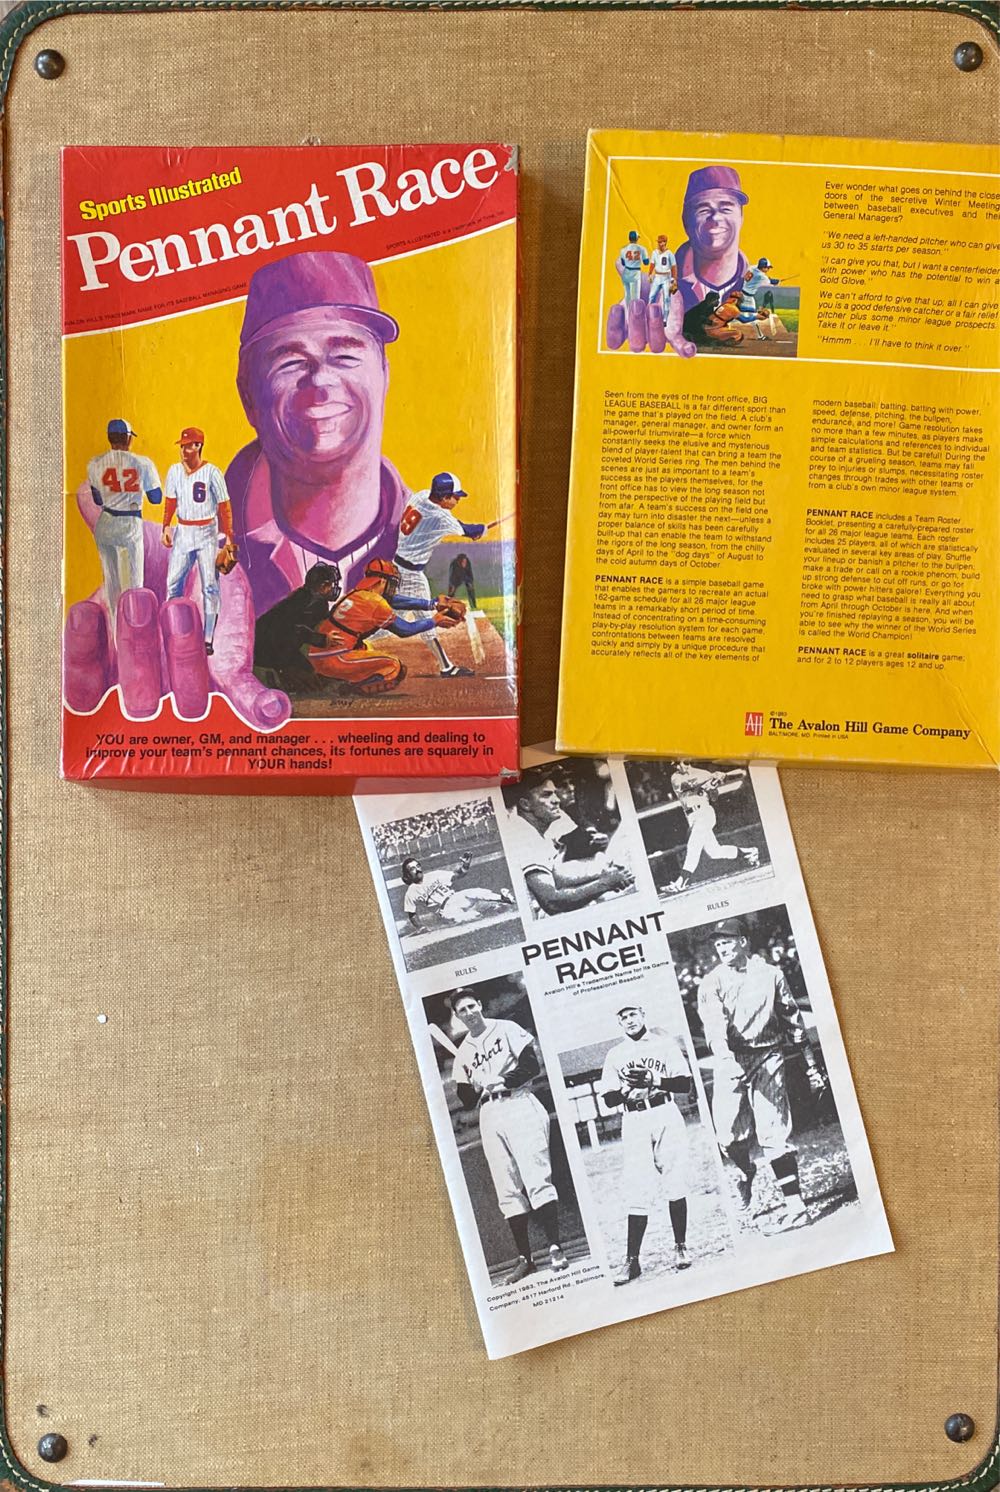 Sports Illustrated
Pennant Race
SPORTS ILLUSTRATED is a trademark of Time, Inc.
AVALON HILL'S TRADEMARK NAME FOR ITS BASEBALL MANAGING GAME
42
6
YOU are owner, GM, and manager . . . wheeling and dealing to
improve your team's pennant chances, its fortunes are squarely in
YOUR hands!
42
6
Ever wonder what goes on behind the close
doors of the secretive Winter Meeting
between baseball executives and the
General Managers?
"We need a left-handed pitcher who can give
us 30 to 35 starts per season."
"I can give you that, but I want a centerfielder
with power who has the potential to win a
Gold Glove."
We can't afford to give that up, all I can give
you is a good defensive catcher or a fair relief
pitcher plus some minor league prospects.
Take it or leave it."
"Hmmm . . . I'll have to think it over."
Seen from the eyes of the front office, BIG
LEAGUE BASEBALL is a far different sport than
the game that's played on the field. A club's
manager, general manager, and owner form an
all-powerful triumvirate—a force which
constantly seeks the elusive and mysterious
blend of player-talent that can bring a team the
coveted World Series ring. The men behind the
scenes are just as important to a team's
success as the players themselves, for the
front office has to view the long season not
from the perspective of the playing field but
from afar. A team's success on the field one
day may turn into disaster the next—unless a
proper balance of skills has been carefully
built-up that can enable the team to withstand
the rigors of the long season, from the chilly
days of April to the "dog days" of August to
the cold autumn days of October.
PENNANT RACE is a simple baseball game
that enables the gamers to recreate an actual
162-game schedule for all 26 major league
teams in a remarkably short period of time.
Instead of concentrating on a time-consuming
play-by-play resolution system for each game,
confrontations between teams are resolved
quickly and simply by a unique procedure that
accurately reflects all of the key elements of
modern baseball: batting, batting with power,
speed, defense, pitching, the bullpen,
endurance, and more! Game resolution takes
no more than a few minutes, as players make
simple calculations and references to individual
and team statistics. But be careful! During the
course of a grueling season, teams may fall
prey to injuries or slumps, necessitating roster
changes through trades with other teams or
from a club's own minor league system.
PENNANT RACE includes a Team Roster
Booklet, presenting a carefully-prepared roster
for all 26 major league teams. Each roster
includes 25 players, all of which are statistically
evaluated in several key areas of play. Shuffle
your lineup or banish a pitcher to the bullpen;
make a trade or call on a rookie phenom; build
up strong defense to cut off runs, or go for
broke with power hitters galore! Everything you
need to grasp what baseball is really all about
from April through October is here. And when
you're finished replaying a season, you will be
able to see why the winner of the World Series
is called the World Champion!
PENNANT RACE is a great solitaire game;
and for 2 to 12 players ages 12 and up.
©1983
AH The Avalon Hill Game Company
BALTIMORE, MD. Printed in USA
RULES
RULES
PENNANT
RACE!
Avalon Hill's Trademark Name for its Game
of Professional Baseball
Detroit
NEW YORK
Copyright 1983, The Avalon Hill Game
Company, 4517 Harford Rd., Baltimore,
MD 21214